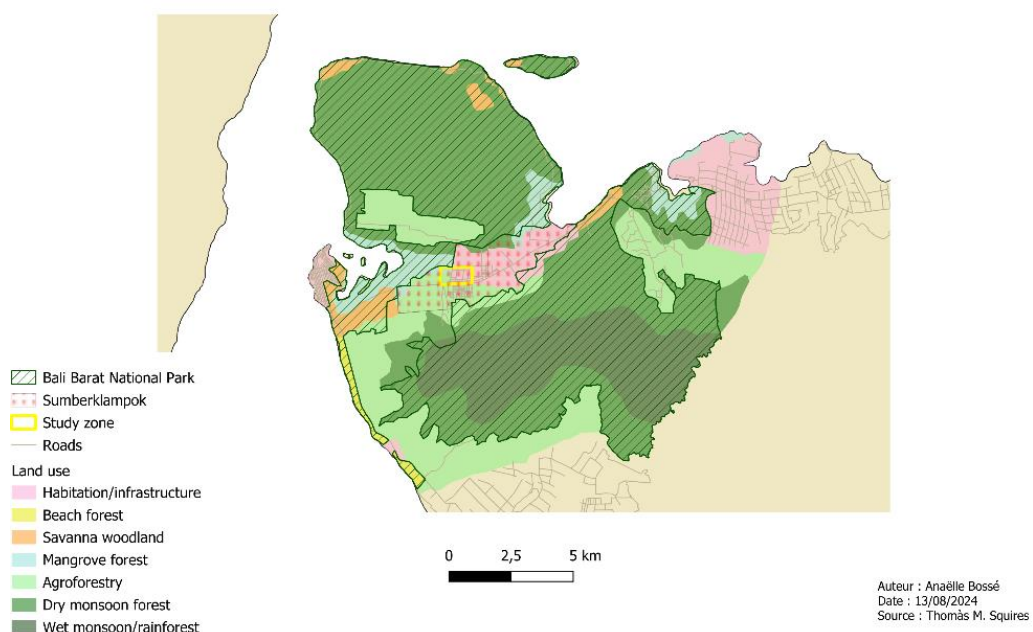 Bali Barat National Park
Sumberklampok
Study zone
Roads
Land use
Habitation/infrastructure
Beach forest
Savanna woodland
Mangrove forest
Agroforestry
Dry monsoon forest
Wet monsoon/rainforest
0 2,5 5 km
Auteur : Anaëlle Bossé
Date : 13/08/2024
Source : Thomàs M. Squires